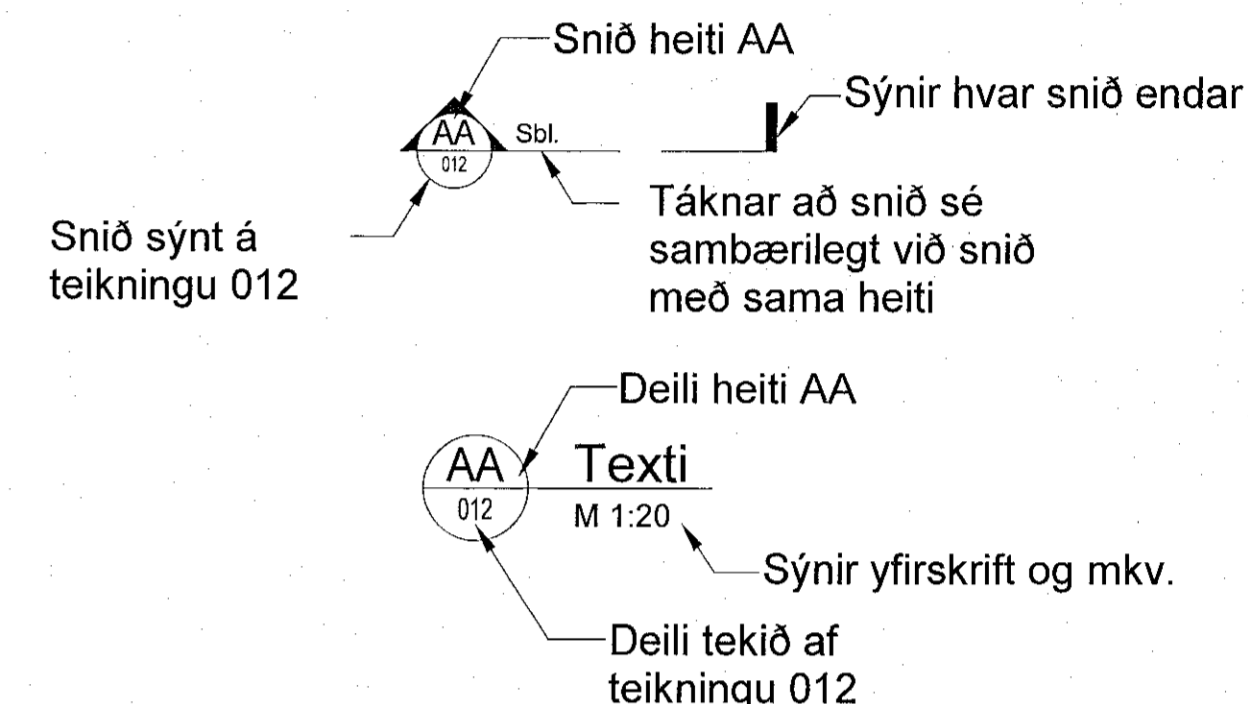 Snið heiti AA
Sýnir hvar snið endar
AA
Sbl.
012
Táknar að snið sé
sambærilegt við snið
með sama heiti
Snið sýnt á
teikningu 012
Deili heiti AA
AA
Texti
012
M 1:20
Sýnir yfirskrift og mkv.
Deili tekið af
teikningu 012